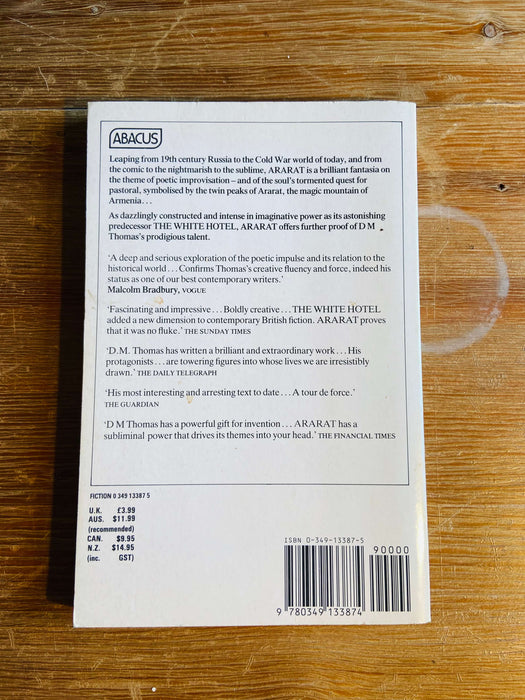 ABACUS
Leaping from 19th century Russia to the Cold War world of today, and from
the comic to the nightmarish to the sublime, ARARAT is a brilliant fantasia on
the theme of poetic improvisation – and of the soul's tormented quest for
pastoral, symbolised by the twin peaks of Ararat, the magic mountain of
Armenia...
As dazzlingly constructed and intense in imaginative power as its astonishing
predecessor THE WHITE HOTEL, ARARAT offers further proof of D M
Thomas's prodigious talent.
'A deep and serious exploration of the poetic impulse and its relation to the
historical world... Confirms Thomas's creative fluency and force, indeed his
status as one of our best contemporary writers.'
Malcolm Bradbury, VOGUE
'Fascinating and impressive... Boldly creative... THE WHITE HOTEL
added a new dimension to contemporary British fiction. ARARAT proves
that it was no fluke.' THE SUNDAY TIMES
'D.M. Thomas has written a brilliant and extraordinary work... His
protagonists... are towering figures into whose lives we are irresistibly
drawn.' THE DAILY TELEGRAPH
'His most interesting and arresting text to date... A tour de force.'
THE GUARDIAN
'D M Thomas has a powerful gift for invention... ARARAT has a
subliminal power that drives its themes into your head.' THE FINANCIAL TIMES
FICTION 0 349 13387 5
U.K. £3.99
AUS. $11.99
(recommended)
CAN. $9.95
N.Z. $14.95
(inc. GST)
ISBN 0-349-13387-5
90000
9 780349 133874